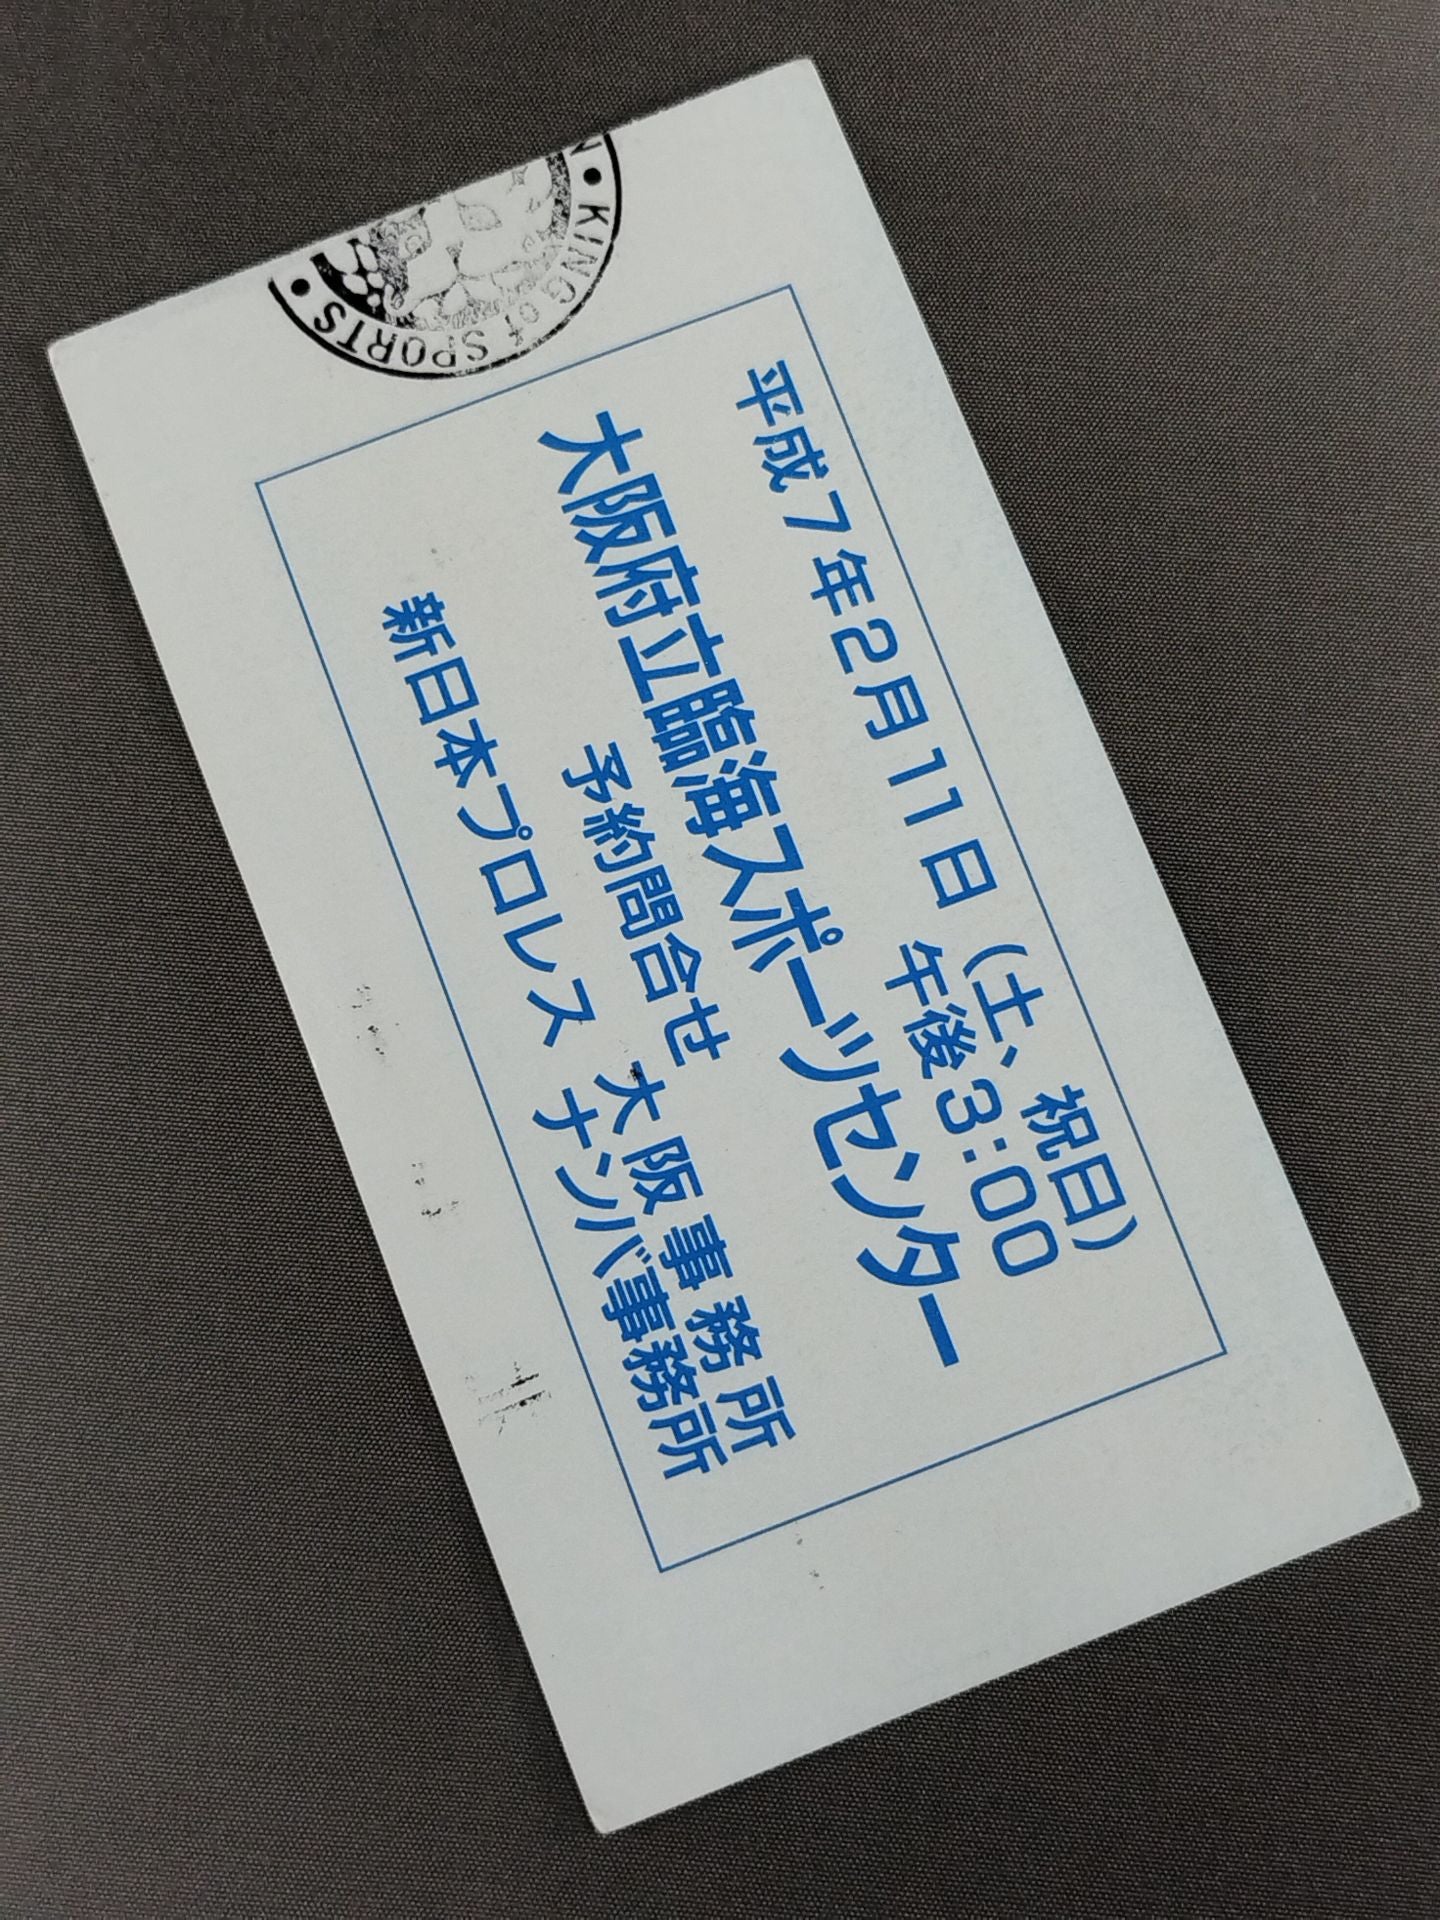 平成7年2月11日(土、祝日)
午後3:00
大阪府立臨海スポーツセンター
予約問合せ 大阪事務所
新日本プロレス ナンバ事務所
N・KING of SPORTS・